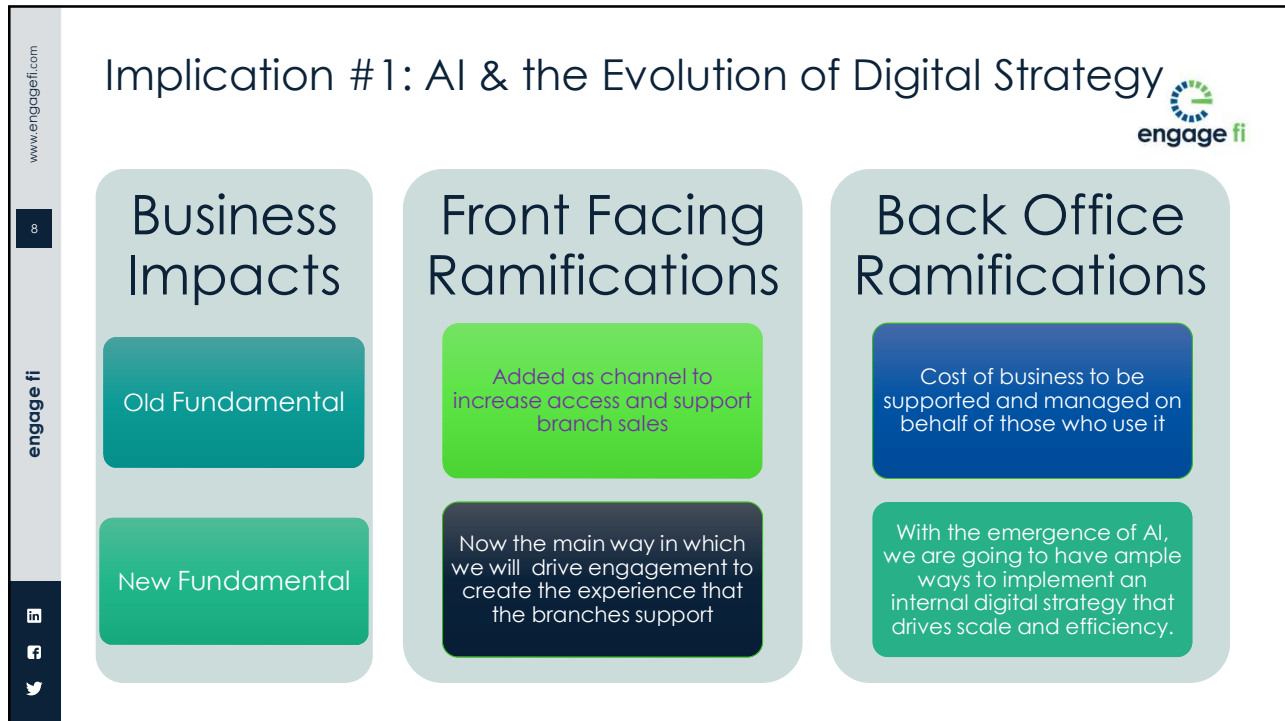 www.engagefi.com
8
engage fi
in
f
Implication #1: AI & the Evolution of Digital Strategy
engage fi
Business
Impacts
Old Fundamental
New Fundamental
Front Facing
Ramifications
Added as channel to
increase access and support
branch sales
Now the main way in which
we will drive engagement to
create the experience that
the branches support
Back Office
Ramifications
Cost of business to be
supported and managed on
behalf of those who use it
With the emergence of AI,
we are going to have ample
ways to implement an
internal digital strategy that
drives scale and efficiency.